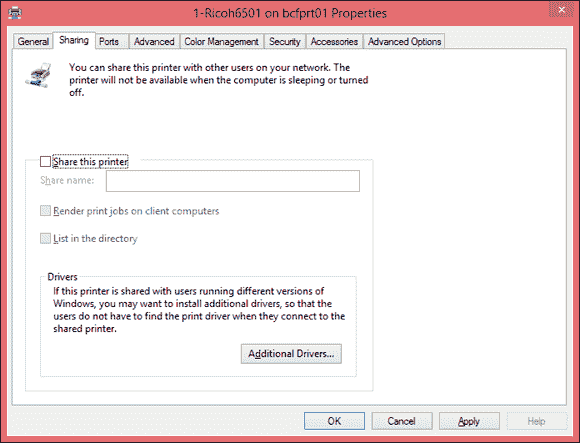 1-Ricoh6501 on bcfprt01 Properties
General Sharing Ports Advanced Color Management Security Accessories Advanced Options
You can share this printer with other users on your network. The
printer will not be available when the computer is sleeping or turned
off.
Share this printer
Share name:
Render print jobs on client computers
List in the directory
Drivers
If this printer is shared with users running different versions of
Windows, you may want to install additional drivers, so that the
users do not have to find the print driver when they connect to the
shared printer.
Additional Drivers...
OK Cancel Apply Help